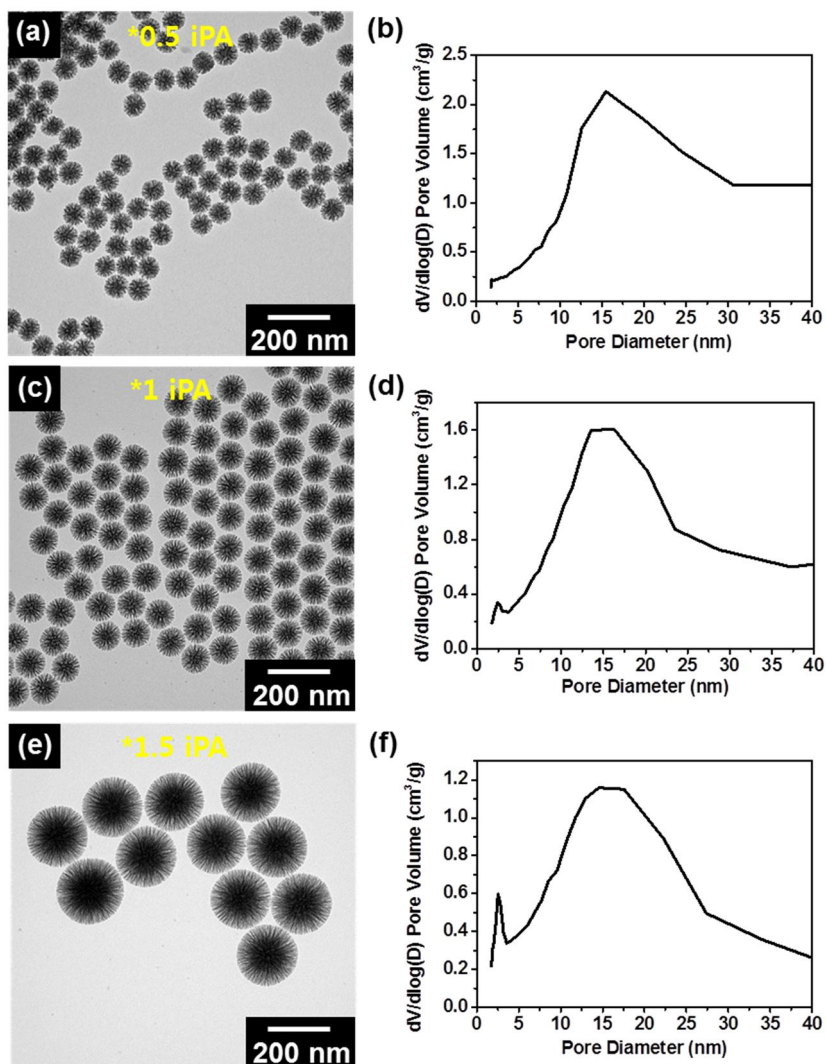 (a)
*0.5 iPA
200 nm
(b)
dV/dlog(D) Pore Volume (cm³/g)
2.5
2.0
1.5
1.0
0.5
0.0
0 5 10 15 20 25 30 35 40
Pore Diameter (nm)
(c)
*1 iPA
200 nm
(d)
dV/dlog(D) Pore Volume (cm³/g)
1.6
1.2
0.8
0.4
0.0
0 5 10 15 20 25 30 35 40
Pore Diameter (nm)
(e)
*1.5 iPA
200 nm
(f)
dV/dlog(D) Pore Volume (cm³/g)
1.2
1.0
0.8
0.6
0.4
0.2
0.0
0 5 10 15 20 25 30 35 40
Pore Diameter (nm)